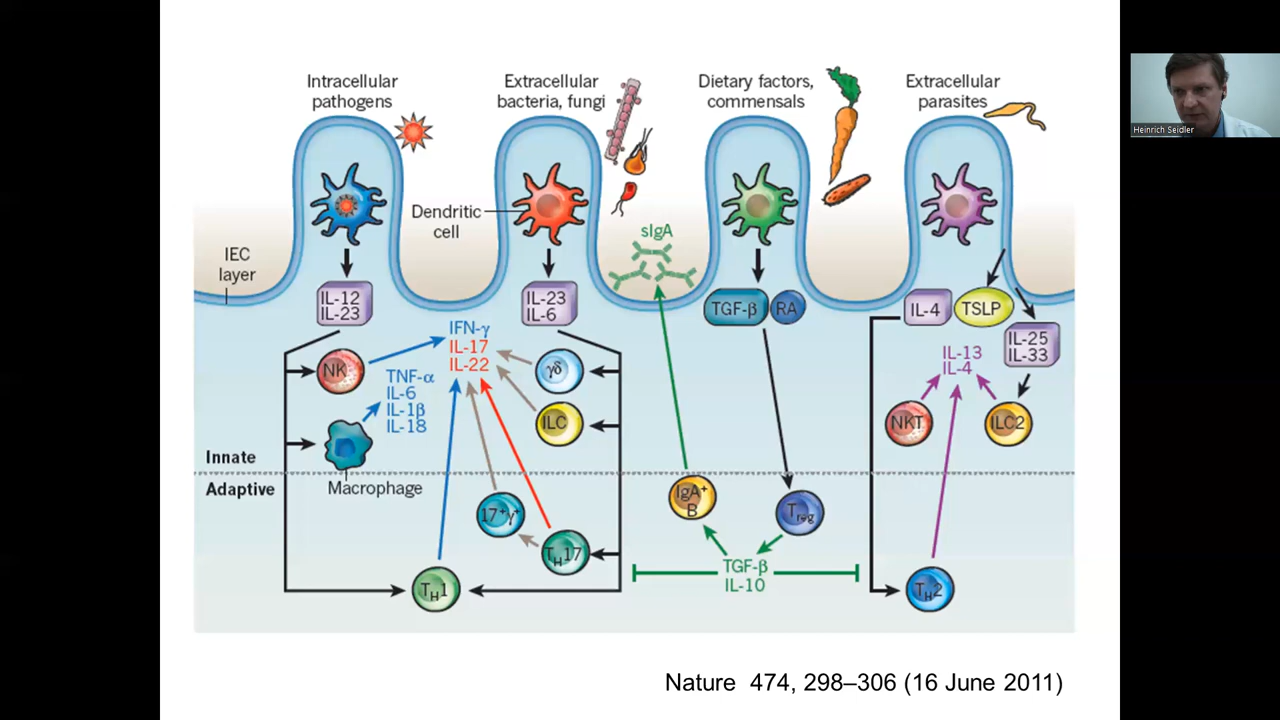 Intracellular
pathogens
Extracellular
bacteria, fungi
Dietary factors,
commensals
Extracellular
parasites
Heinrich Seidler
Dendritic
cell
sIgA
IEC
layer
IL-12
IL-23
IL-23
IL-6
TGF-β
RA
IL-4
TSLP
IL-25
IL-33
IFN-γ
IL-17
IL-22
NK
γδ
IL-13
IL-4
TNF-α
IL-6
IL-1β
IL-18
ILC
NKT
ILC2
Innate
Adaptive
Macrophage
17⁺γ⁺
IgA⁺
B
Treg
TH17
TGF-β
IL-10
TH1
TH2
Nature 474, 298–306 (16 June 2011)